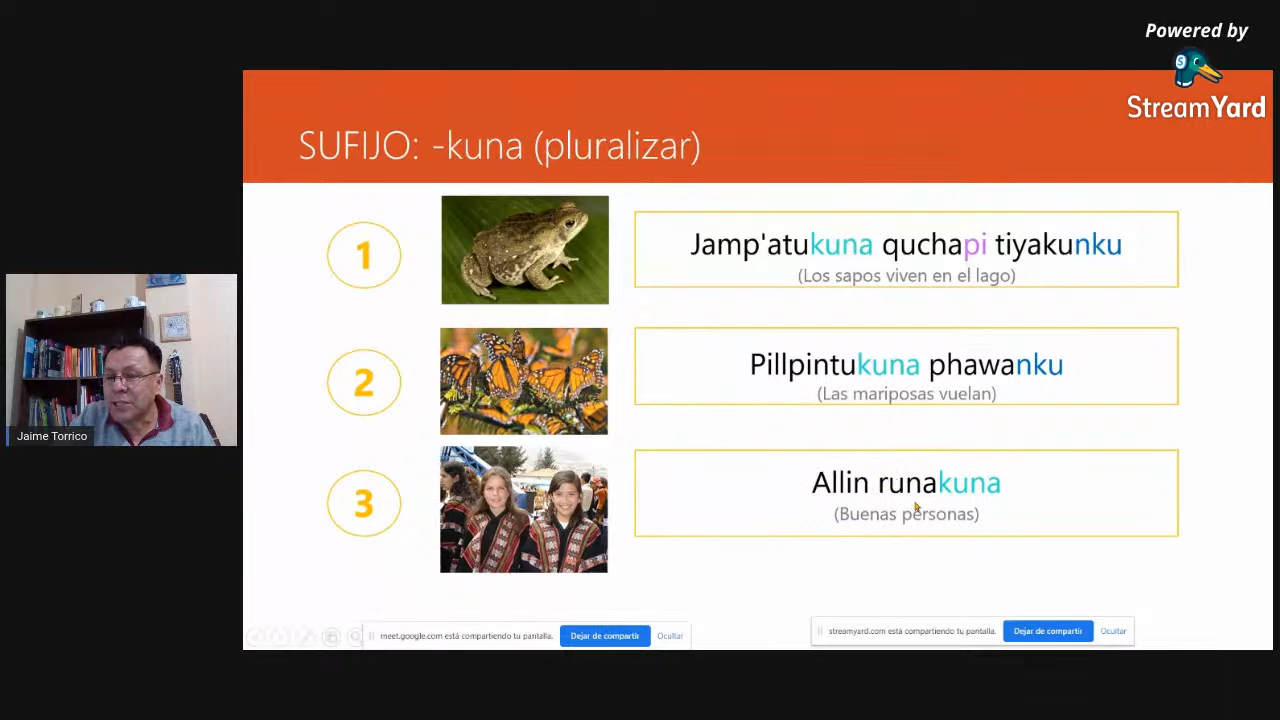 Powered by
StreamYard
SUFIJO: -kuna (pluralizar)
1
Jamp'atukuna quchapi tiyakunku
(Los sapos viven en el lago)
2
Pillpintukuna phawanku
(Las mariposas vuelan)
3
Allin runakuna
(Buenas personas)
Jaime Torrico
meet.google.com está compartiendo tu pantalla. Dejar de compartir Ocultar
streamyard.com está compartiendo tu pantalla. Dejar de compartir Ocultar